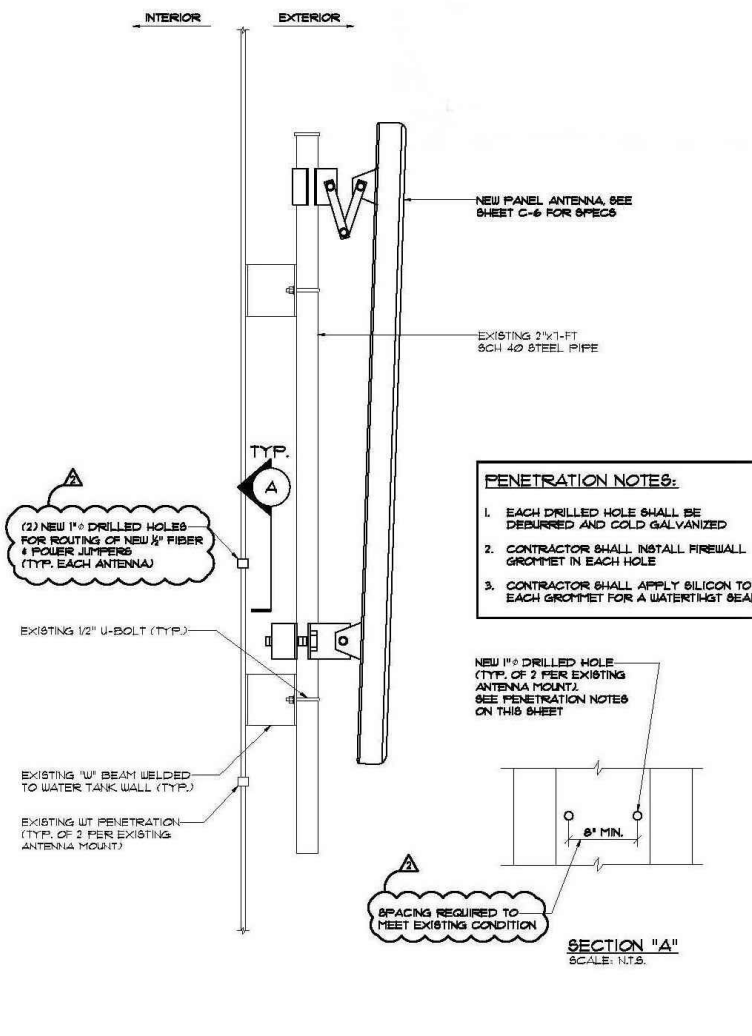 INTERIOR
EXTERIOR
NEW PANEL ANTENNA, SEE
SHEET C-6 FOR SPECS
EXISTING 2"x7-FT
SCH 40 STEEL PIPE
TYP.
A
2
(2) NEW 1"⌀ DRILLED HOLES
FOR ROUTING OF NEW ½" FIBER
& POWER JUMPERS
(TYP. EACH ANTENNA)
PENETRATION NOTES:
1. EACH DRILLED HOLE SHALL BE
DEBURRED AND COLD GALVANIZED
2. CONTRACTOR SHALL INSTALL FIREWALL
GROMMET IN EACH HOLE
3. CONTRACTOR SHALL APPLY SILICON TO
EACH GROMMET FOR A WATERTIHGT SEAL
EXISTING 1/2" U-BOLT (TYP.)
NEW 1"⌀ DRILLED HOLE
(TYP. OF 2 PER EXISTING
ANTENNA MOUNT).
SEE PENETRATION NOTES
ON THIS SHEET
EXISTING "W" BEAM WELDED
TO WATER TANK WALL (TYP.)
EXISTING WT PENETRATION
(TYP. OF 2 PER EXISTING
ANTENNA MOUNT)
8" MIN.
2
SPACING REQUIRED TO
MEET EXISTING CONDITION
SECTION "A"
SCALE: N.T.S.